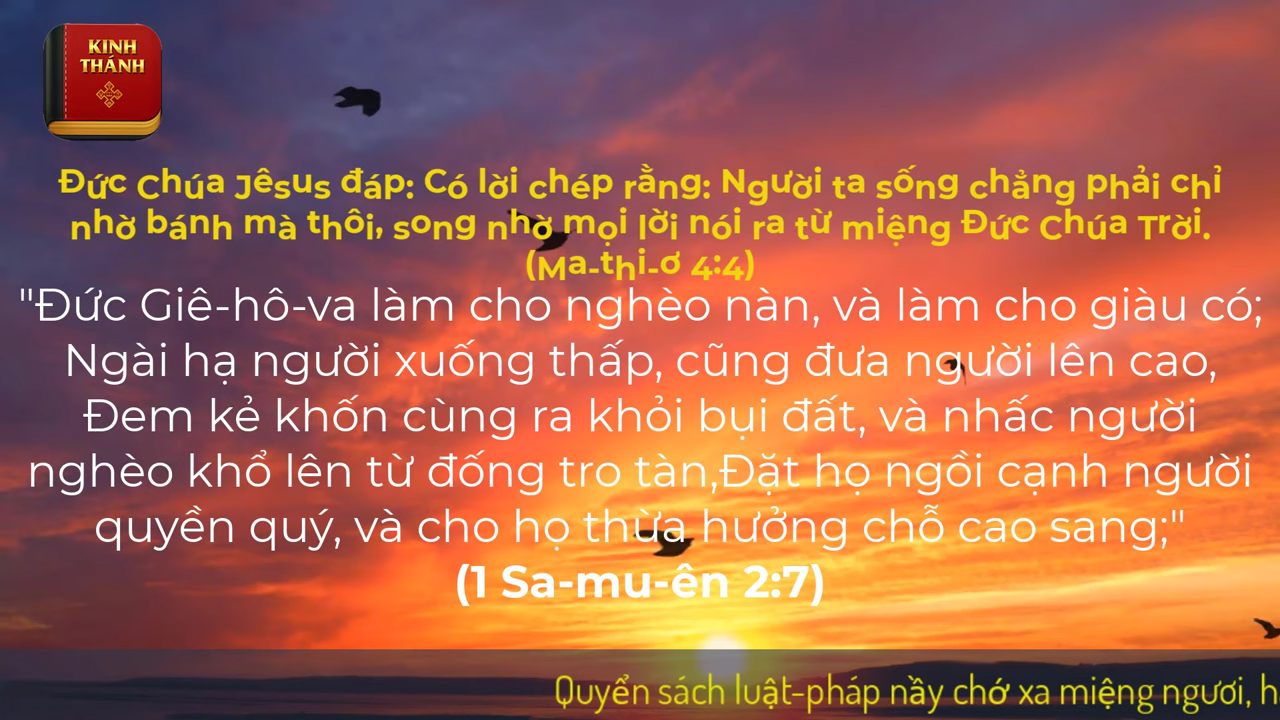 KINH
THÁNH
Đức Chúa Jêsus đáp: Có lời chép rằng: Người ta sống chẳng phải chỉ
nhờ bánh mà thôi, song nhờ mọi lời nói ra từ miệng Đức Chúa Trời.
(Ma-thi-ơ 4:4)
"Đức Giê-hô-va làm cho nghèo nàn, và làm cho giàu có;
Ngài hạ người xuống thấp, cũng đưa người lên cao,
Đem kẻ khốn cùng ra khỏi bụi đất, và nhấc người
nghèo khổ lên từ đống tro tàn,Đặt họ ngồi cạnh người
quyền quý, và cho họ thừa hưởng chỗ cao sang;"
(1 Sa-mu-ên 2:7)
Quyển sách luật-pháp nầy chớ xa miệng ngươi, h